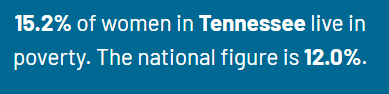 15.2% of women in Tennessee live in
poverty. The national figure is 12.0%.